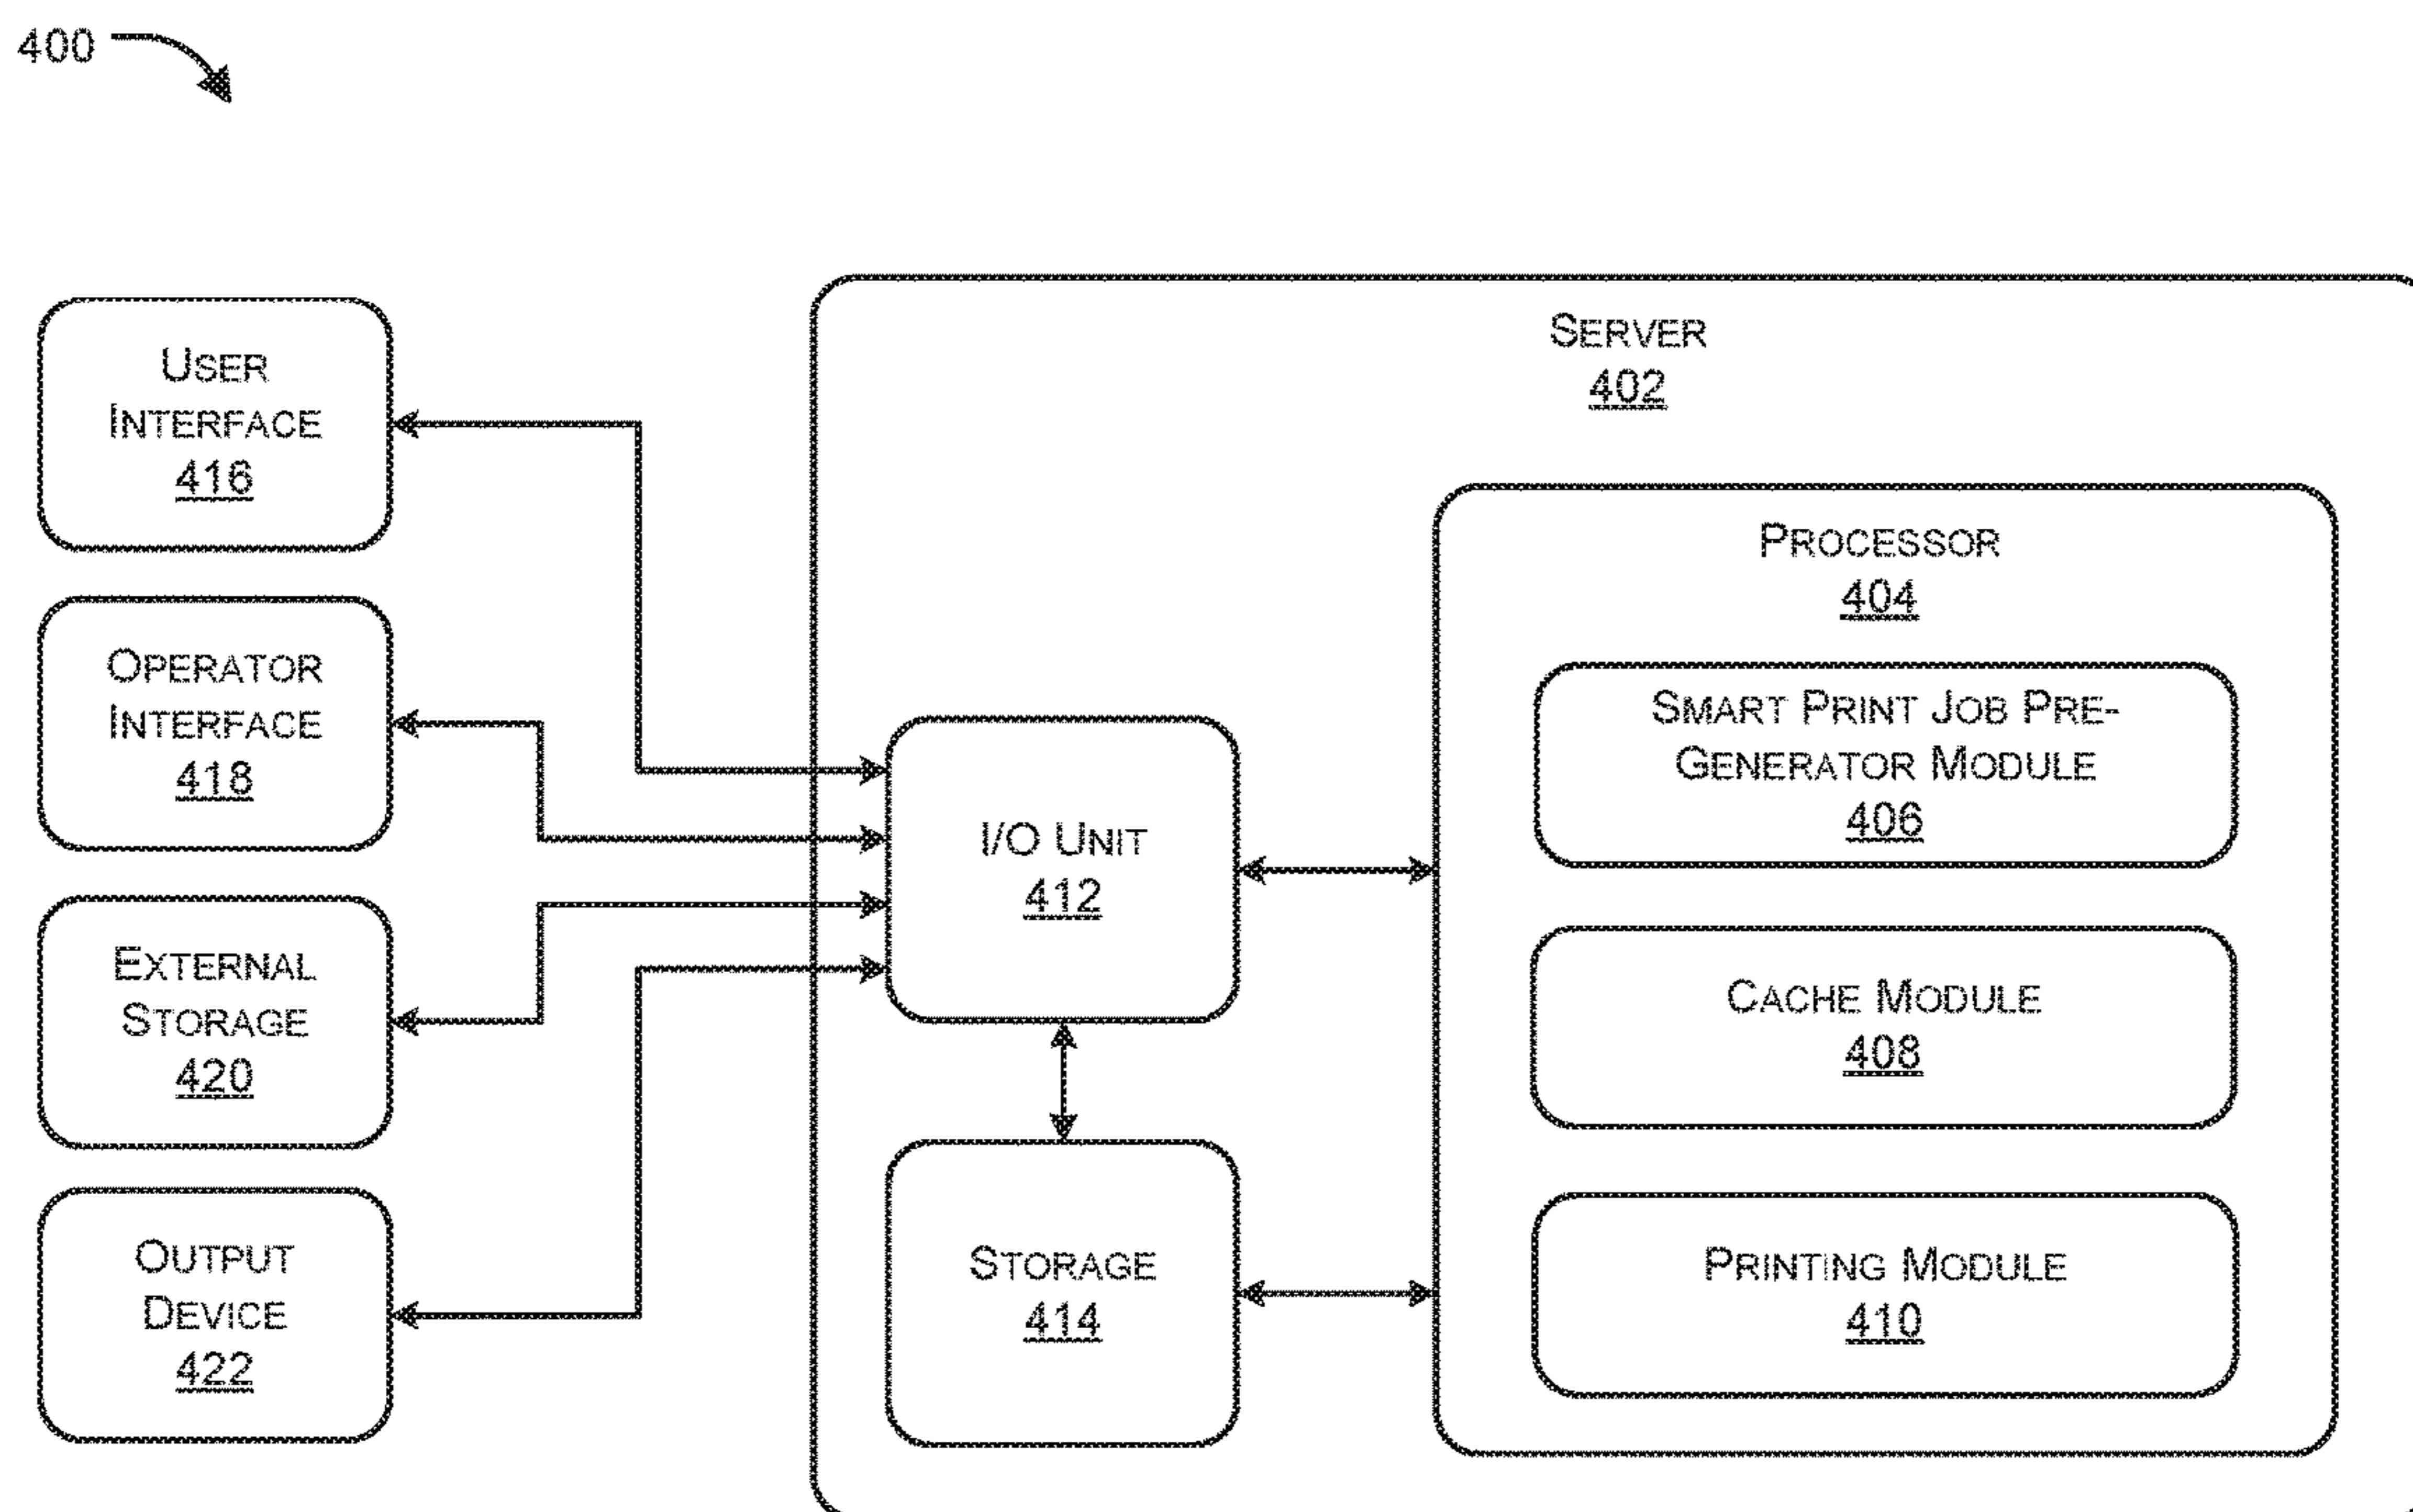 400
SERVER
402
USER
INTERFACE
416
PROCESSOR
404
OPERATOR
INTERFACE
418
SMART PRINT JOB PRE-
GENERATOR MODULE
406
I/O UNIT
412
EXTERNAL
STORAGE
420
CACHE MODULE
408
OUTPUT
DEVICE
422
STORAGE
414
PRINTING MODULE
410